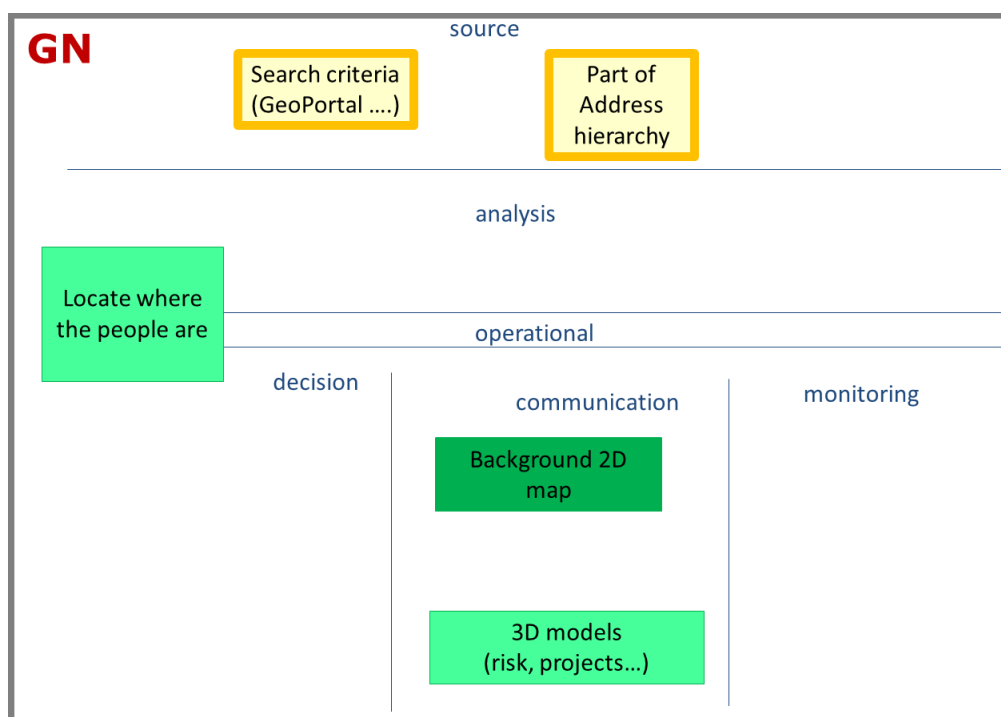 source
GN
Search criteria
(GeoPortal ....)
Part of
Address
hierarchy
analysis
Locate where
the people are
operational
decision
communication
monitoring
Background 2D
map
3D models
(risk, projects...)